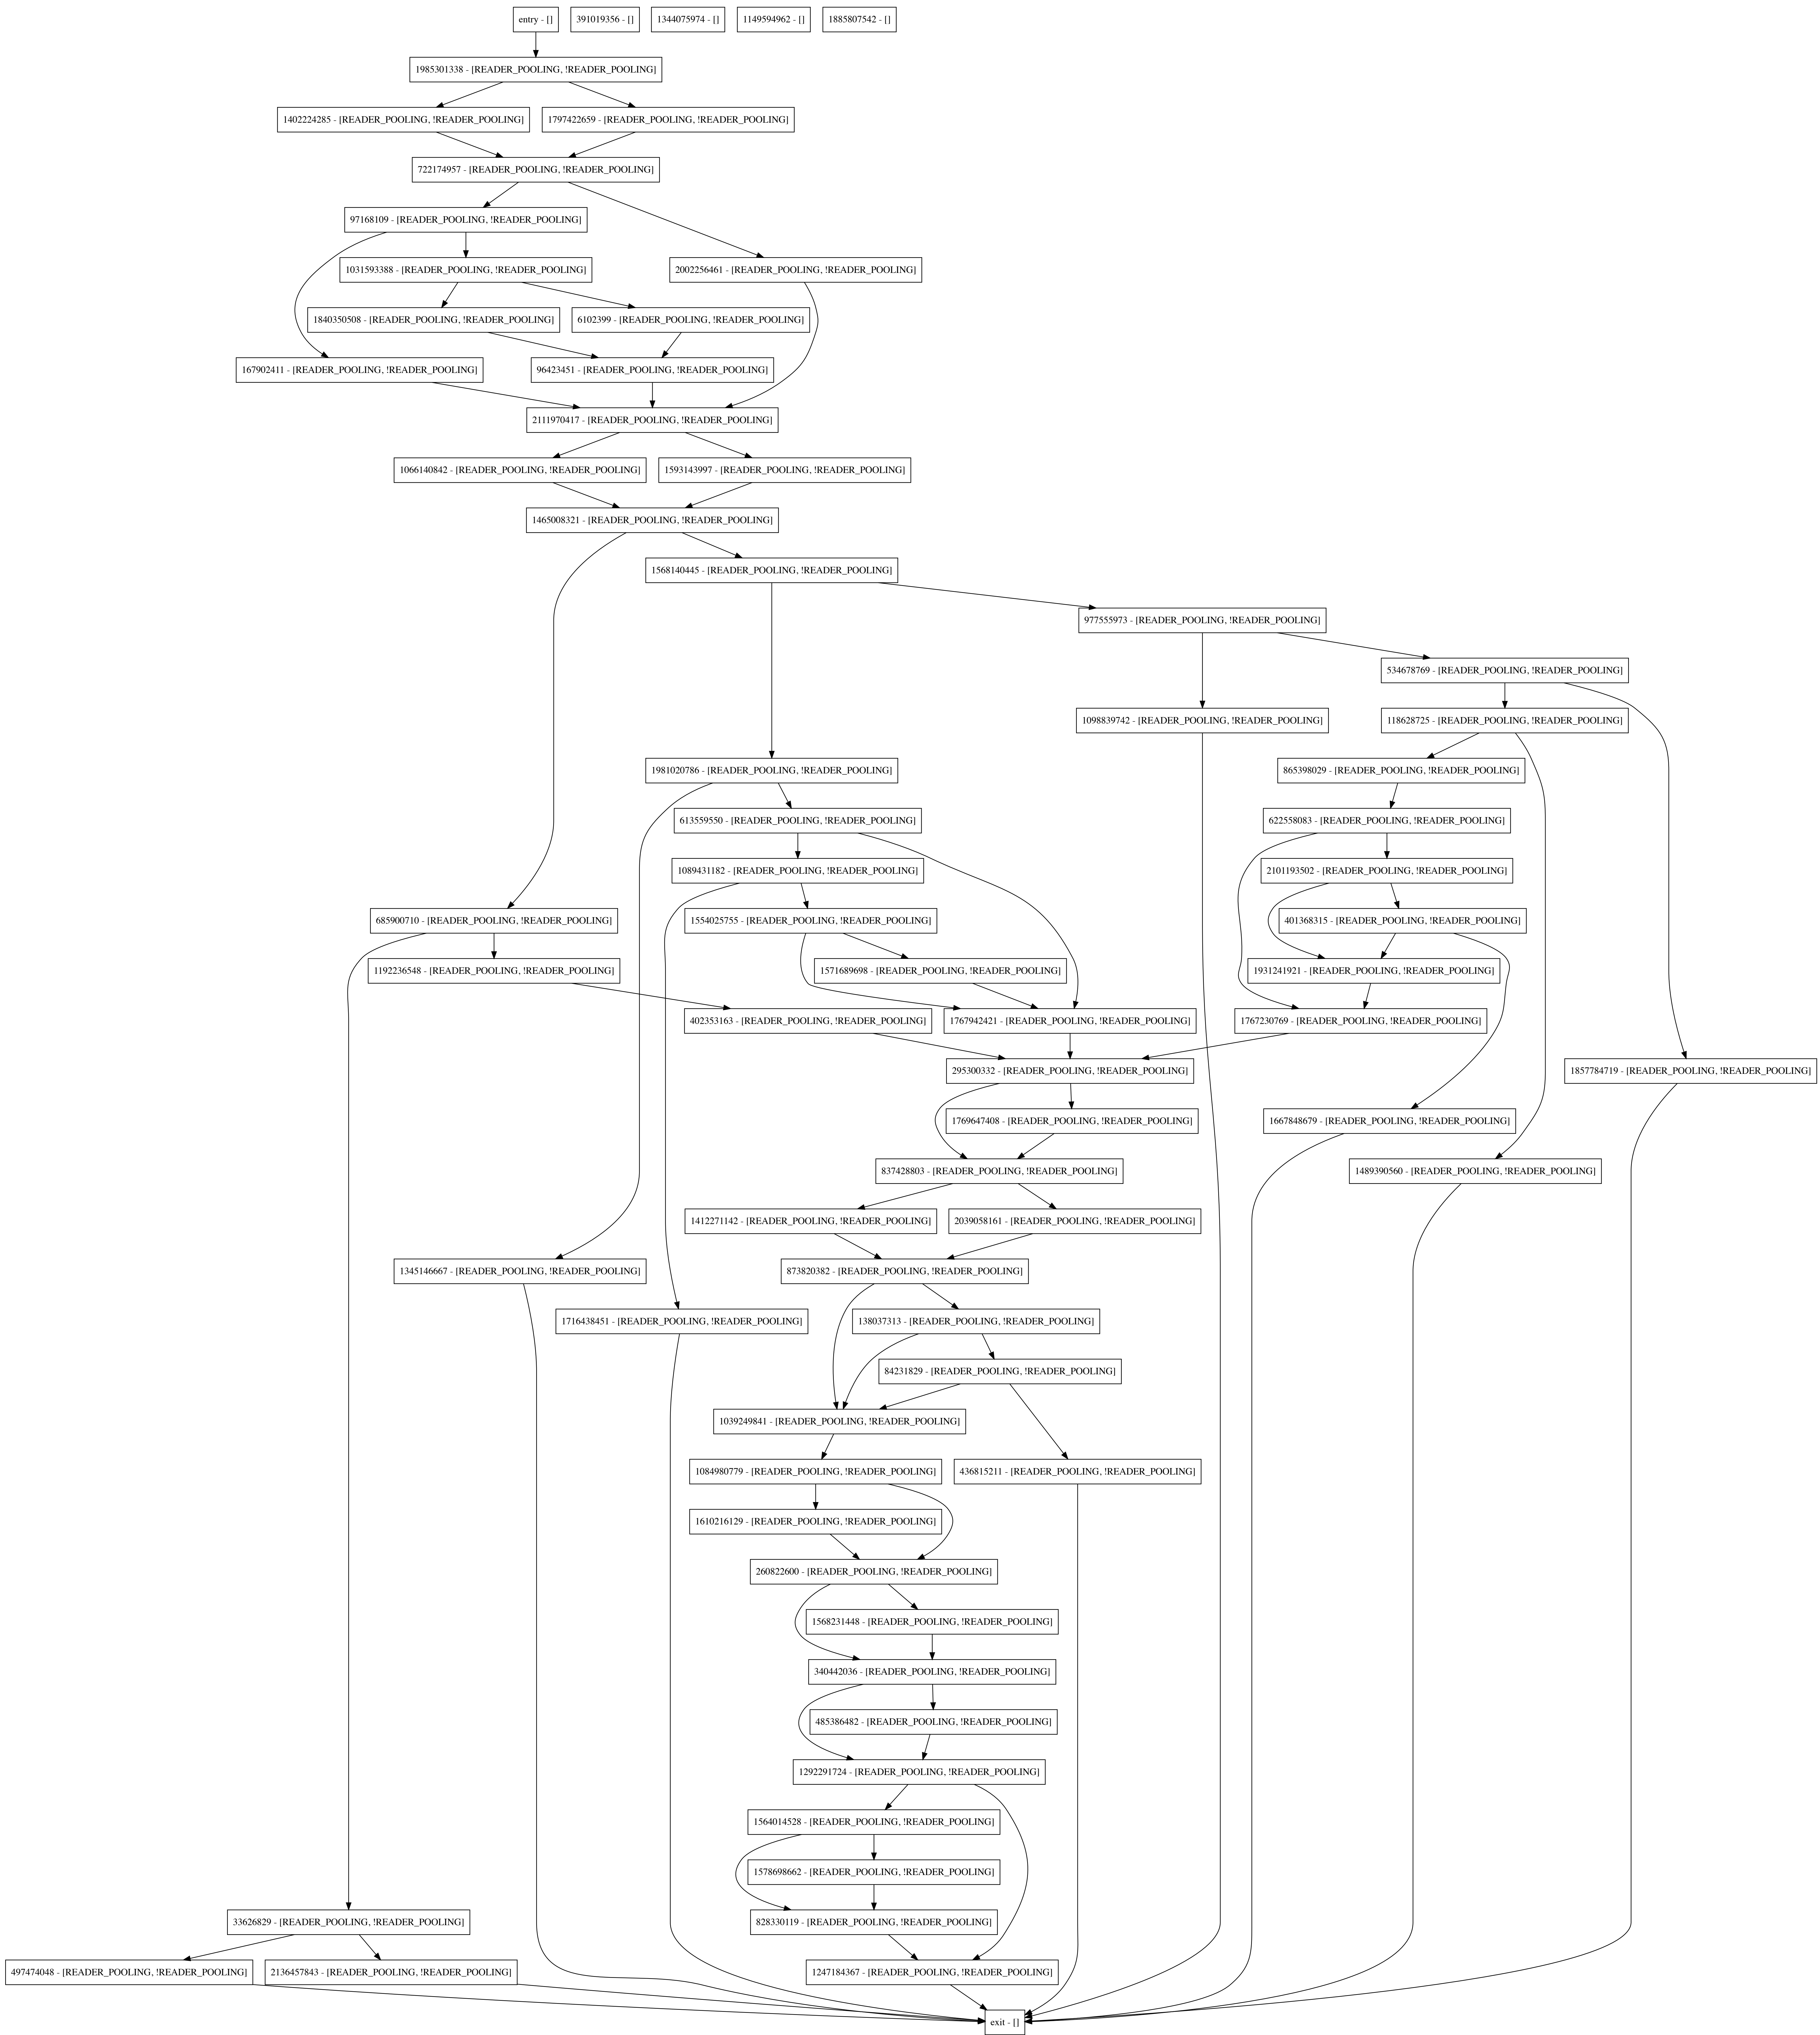 entry - []
391019356 - []
1344075974 - []
1149594962 - []
1885807542 - []
1985301338 - [READER_POOLING, !READER_POOLING]
1402224285 - [READER_POOLING, !READER_POOLING]
1797422659 - [READER_POOLING, !READER_POOLING]
722174957 - [READER_POOLING, !READER_POOLING]
97168109 - [READER_POOLING, !READER_POOLING]
1031593388 - [READER_POOLING, !READER_POOLING]
2002256461 - [READER_POOLING, !READER_POOLING]
1840350508 - [READER_POOLING, !READER_POOLING]
6102399 - [READER_POOLING, !READER_POOLING]
167902411 - [READER_POOLING, !READER_POOLING]
96423451 - [READER_POOLING, !READER_POOLING]
2111970417 - [READER_POOLING, !READER_POOLING]
1066140842 - [READER_POOLING, !READER_POOLING]
1593143997 - [READER_POOLING, !READER_POOLING]
1465008321 - [READER_POOLING, !READER_POOLING]
1568140445 - [READER_POOLING, !READER_POOLING]
977555973 - [READER_POOLING, !READER_POOLING]
534678769 - [READER_POOLING, !READER_POOLING]
1098839742 - [READER_POOLING, !READER_POOLING]
118628725 - [READER_POOLING, !READER_POOLING]
1981020786 - [READER_POOLING, !READER_POOLING]
865398029 - [READER_POOLING, !READER_POOLING]
613559550 - [READER_POOLING, !READER_POOLING]
622558083 - [READER_POOLING, !READER_POOLING]
1089431182 - [READER_POOLING, !READER_POOLING]
2101193502 - [READER_POOLING, !READER_POOLING]
685900710 - [READER_POOLING, !READER_POOLING]
1554025755 - [READER_POOLING, !READER_POOLING]
401368315 - [READER_POOLING, !READER_POOLING]
1192236548 - [READER_POOLING, !READER_POOLING]
1571689698 - [READER_POOLING, !READER_POOLING]
1931241921 - [READER_POOLING, !READER_POOLING]
402353163 - [READER_POOLING, !READER_POOLING]
1767942421 - [READER_POOLING, !READER_POOLING]
1767230769 - [READER_POOLING, !READER_POOLING]
295300332 - [READER_POOLING, !READER_POOLING]
1857784719 - [READER_POOLING, !READER_POOLING]
1769647408 - [READER_POOLING, !READER_POOLING]
1667848679 - [READER_POOLING, !READER_POOLING]
837428803 - [READER_POOLING, !READER_POOLING]
1489390560 - [READER_POOLING, !READER_POOLING]
1412271142 - [READER_POOLING, !READER_POOLING]
2039058161 - [READER_POOLING, !READER_POOLING]
1345146667 - [READER_POOLING, !READER_POOLING]
873820382 - [READER_POOLING, !READER_POOLING]
1716438451 - [READER_POOLING, !READER_POOLING]
138037313 - [READER_POOLING, !READER_POOLING]
84231829 - [READER_POOLING, !READER_POOLING]
1039249841 - [READER_POOLING, !READER_POOLING]
1084980779 - [READER_POOLING, !READER_POOLING]
436815211 - [READER_POOLING, !READER_POOLING]
1610216129 - [READER_POOLING, !READER_POOLING]
260822600 - [READER_POOLING, !READER_POOLING]
1568231448 - [READER_POOLING, !READER_POOLING]
340442036 - [READER_POOLING, !READER_POOLING]
485386482 - [READER_POOLING, !READER_POOLING]
1292291724 - [READER_POOLING, !READER_POOLING]
1564014528 - [READER_POOLING, !READER_POOLING]
1578698662 - [READER_POOLING, !READER_POOLING]
33626829 - [READER_POOLING, !READER_POOLING]
828330119 - [READER_POOLING, !READER_POOLING]
497474048 - [READER_POOLING, !READER_POOLING]
2136457843 - [READER_POOLING, !READER_POOLING]
1247184367 - [READER_POOLING, !READER_POOLING]
exit - []